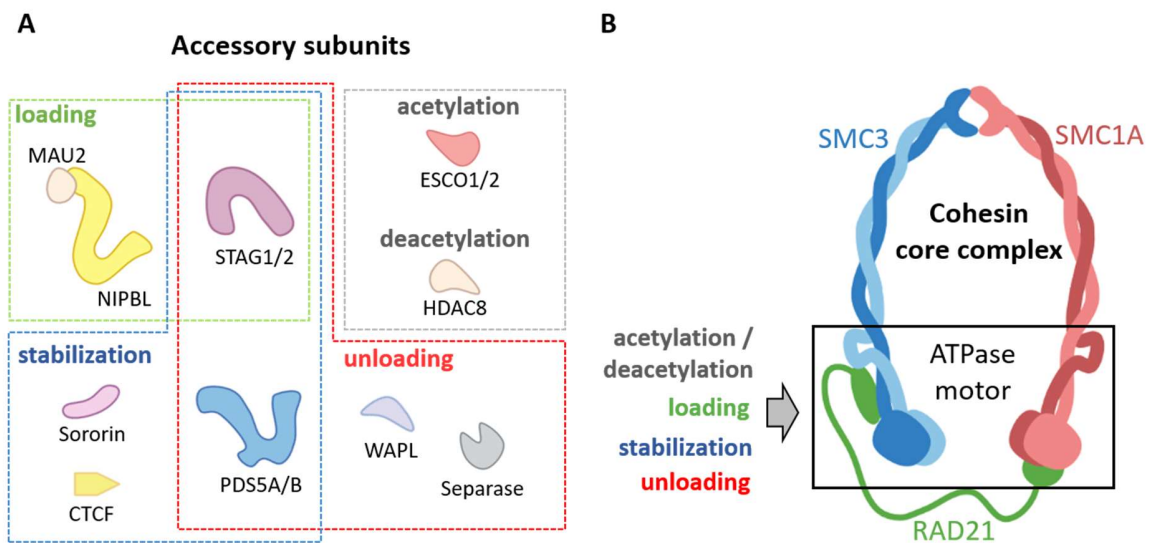 A
Accessory subunits
loading
MAU2
NIPBL
STAG1/2
acetylation
ESCO1/2
deacetylation
HDAC8
stabilization
Sororin
CTCF
PDS5A/B
unloading
WAPL
Separase
B
SMC3
SMC1A
Cohesin
core complex
acetylation /
deacetylation
loading
stabilization
unloading
ATPase
motor
RAD21